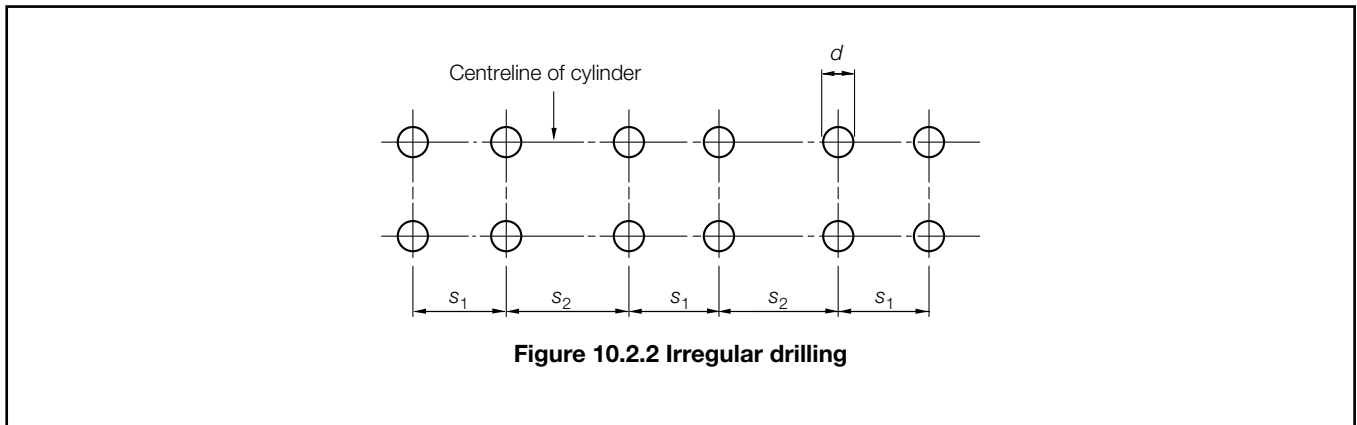 d
Centreline of cylinder
s1 s2 s1 s2 s1
Figure 10.2.2 Irregular drilling